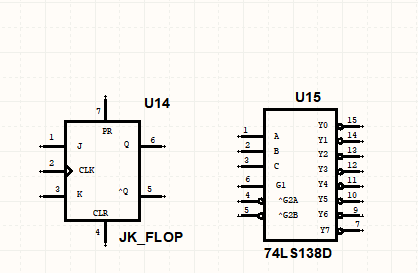 U14
7
PR
1 J Q 6
2 CLK
3 K ^Q 5
CLR
4
JK_FLOP
U15
1 A Y0 15
2 B Y1 14
3 C Y2 13
Y3 12
6 G1 Y4 11
4 ^G2A Y5 10
5 ^G2B Y6 9
Y7 7
74LS138D